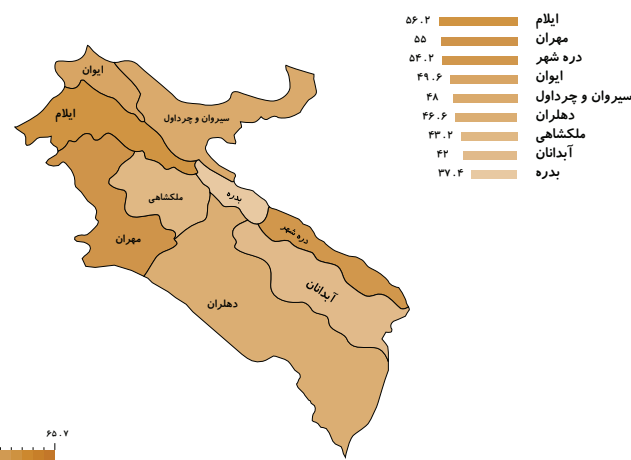 ایلام ۵۶.۲
مهران ۵۵
دره شهر ۵۴.۲
ایوان ۴۹.۶
سیروان و چرداول ۴۸
دهلران ۴۶.۶
ملکشاهی ۴۳.۲
آبدانان ۴۲
بدره ۳۷.۴
ایوان
ایلام
سیروان و چرداول
ملکشاهی
بدره
مهران
دره شهر
آبدانان
دهلران
۶۵.۷